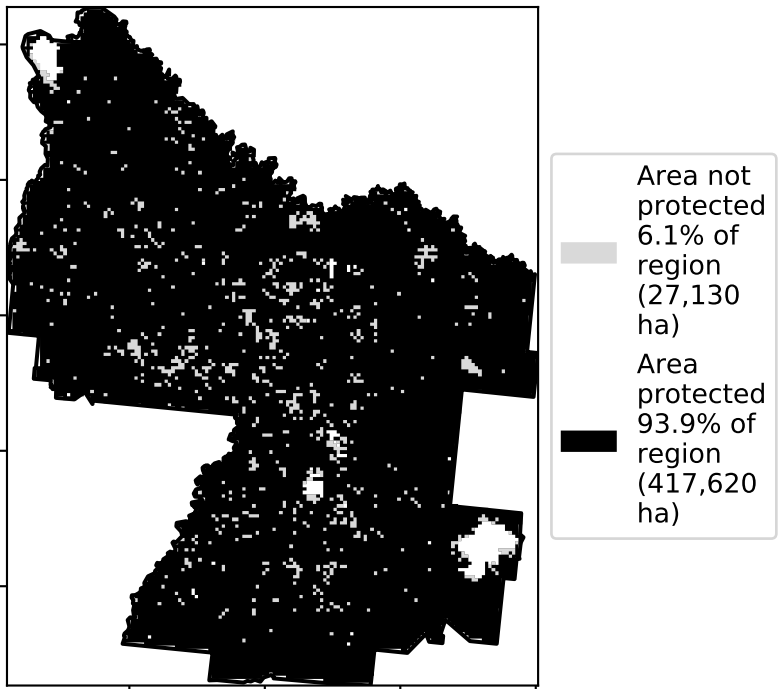 Area not
protected
6.1% of
region
(27,130
ha)
Area
protected
93.9% of
region
(417,620
ha)